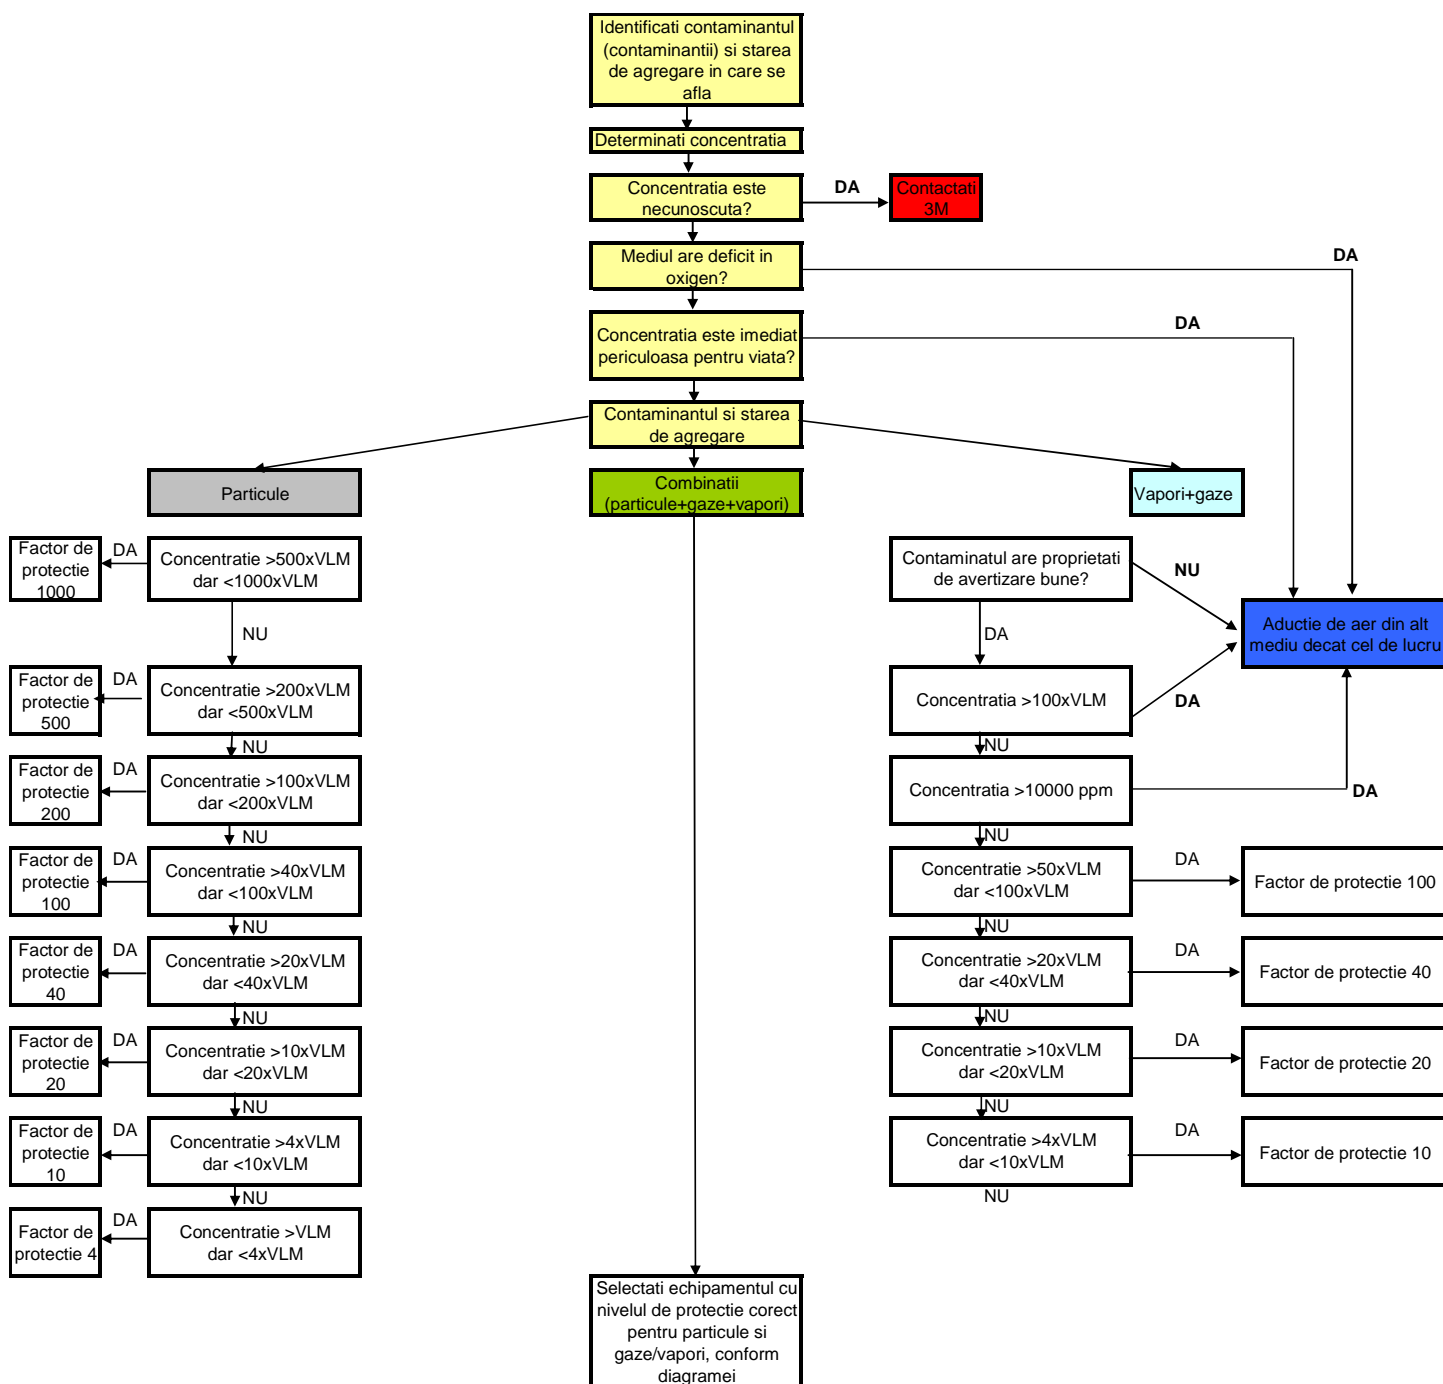 Identificati contaminantul
(contaminantii) si starea
de agregare in care se
afla
Determinati concentratia
Concentratia este
necunoscuta?
DA
Contactati
3M
Mediul are deficit in
oxigen?
DA
Concentratia este imediat
periculoasa pentru viata?
DA
Contaminantul si starea
de agregare
Particule
Combinatii
(particule+gaze+vapori)
Vapori+gaze
Factor de
protectie
1000
DA
Concentratie >500xVLM
dar <1000xVLM
NU
Factor de
protectie
500
DA
Concentratie >200xVLM
dar <500xVLM
NU
Factor de
protectie
200
DA
Concentratie >100xVLM
dar <200xVLM
NU
Factor de
protectie
100
DA
Concentratie >40xVLM
dar <100xVLM
NU
Factor de
protectie
40
DA
Concentratie >20xVLM
dar <40xVLM
NU
Factor de
protectie
20
DA
Concentratie >10xVLM
dar <20xVLM
NU
Factor de
protectie
10
DA
Concentratie >4xVLM
dar <10xVLM
NU
Factor de
protectie 4
DA
Concentratie >VLM
dar <4xVLM
Selectati echipamentul cu
nivelul de protectie corect
pentru particule si
gaze/vapori, conform
diagramei
Contaminatul are proprietati
de avertizare bune?
NU
DA
Aductie de aer din alt
mediu decat cel de lucru
Concentratia >100xVLM
DA
NU
Concentratia >10000 ppm
DA
NU
Concentratie >50xVLM
dar <100xVLM
DA
Factor de protectie 100
NU
Concentratie >20xVLM
dar <40xVLM
DA
Factor de protectie 40
NU
Concentratie >10xVLM
dar <20xVLM
DA
Factor de protectie 20
NU
Concentratie >4xVLM
dar <10xVLM
DA
Factor de protectie 10
NU